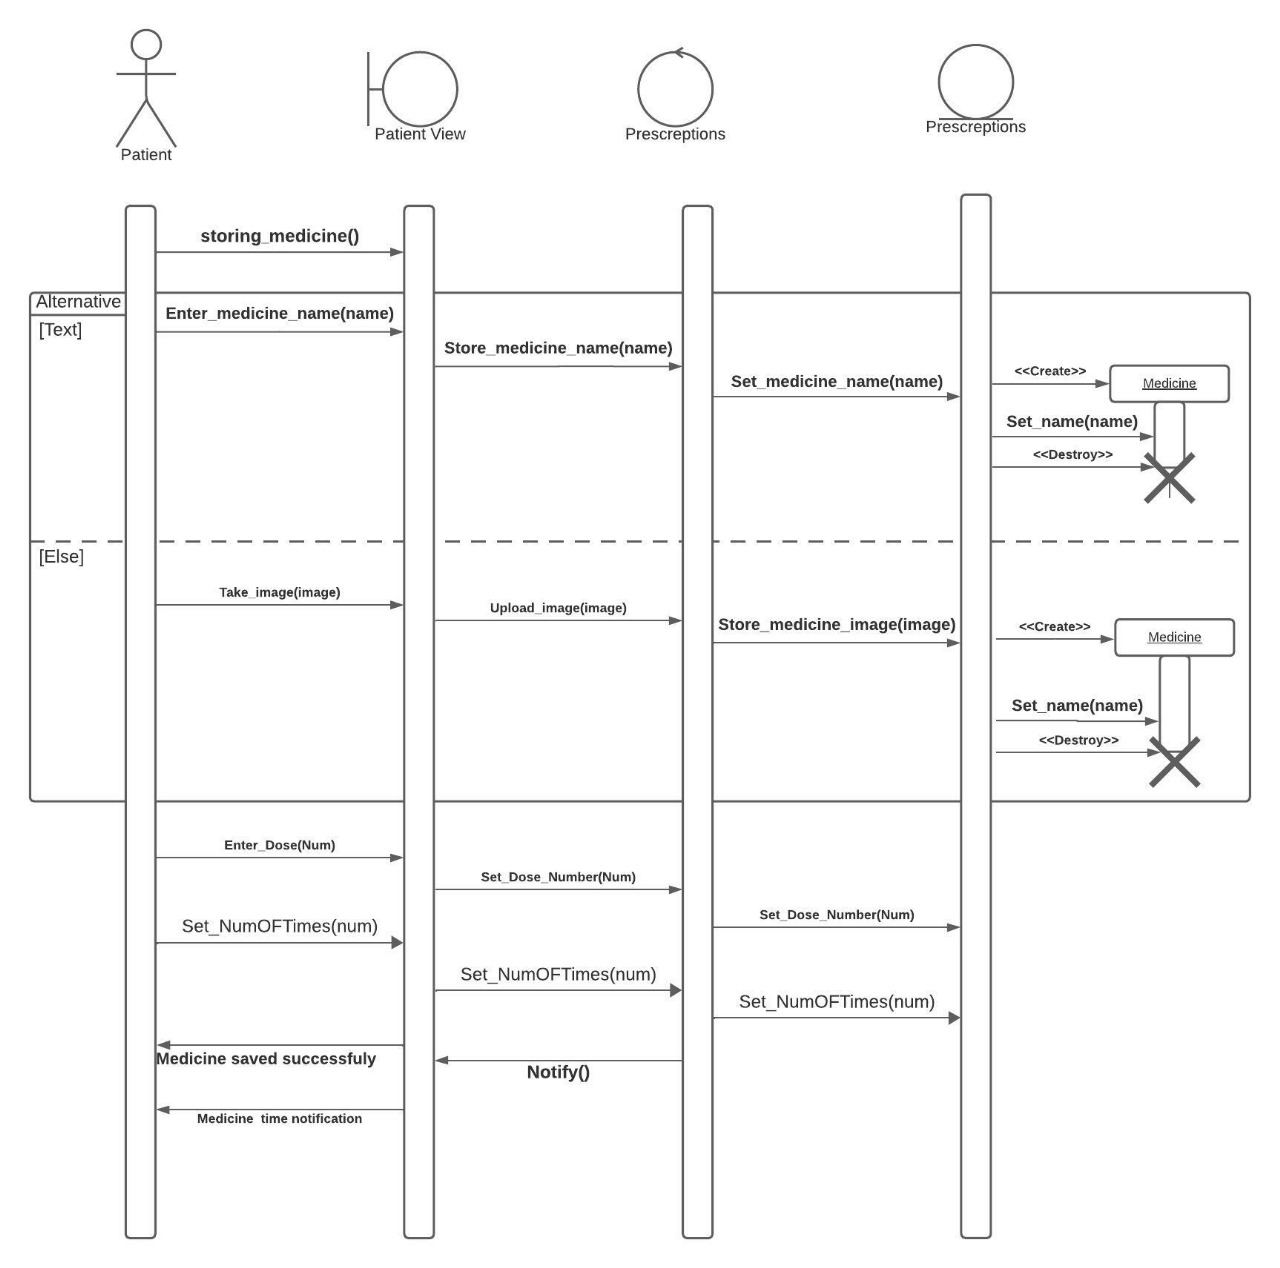 Patient
Patient View
Prescreptions
Prescreptions
storing_medicine()
Alternative
[Text]
Enter_medicine_name(name)
Store_medicine_name(name)
Set_medicine_name(name)
<<Create>>
Medicine
Set_name(name)
<<Destroy>>
[Else]
Take_image(image)
Upload_image(image)
Store_medicine_image(image)
<<Create>>
Medicine
Set_name(name)
<<Destroy>>
Enter_Dose(Num)
Set_Dose_Number(Num)
Set_Dose_Number(Num)
Set_NumOFTimes(num)
Set_NumOFTimes(num)
Set_NumOFTimes(num)
Medicine saved successfuly
Notify()
Medicine  time notification